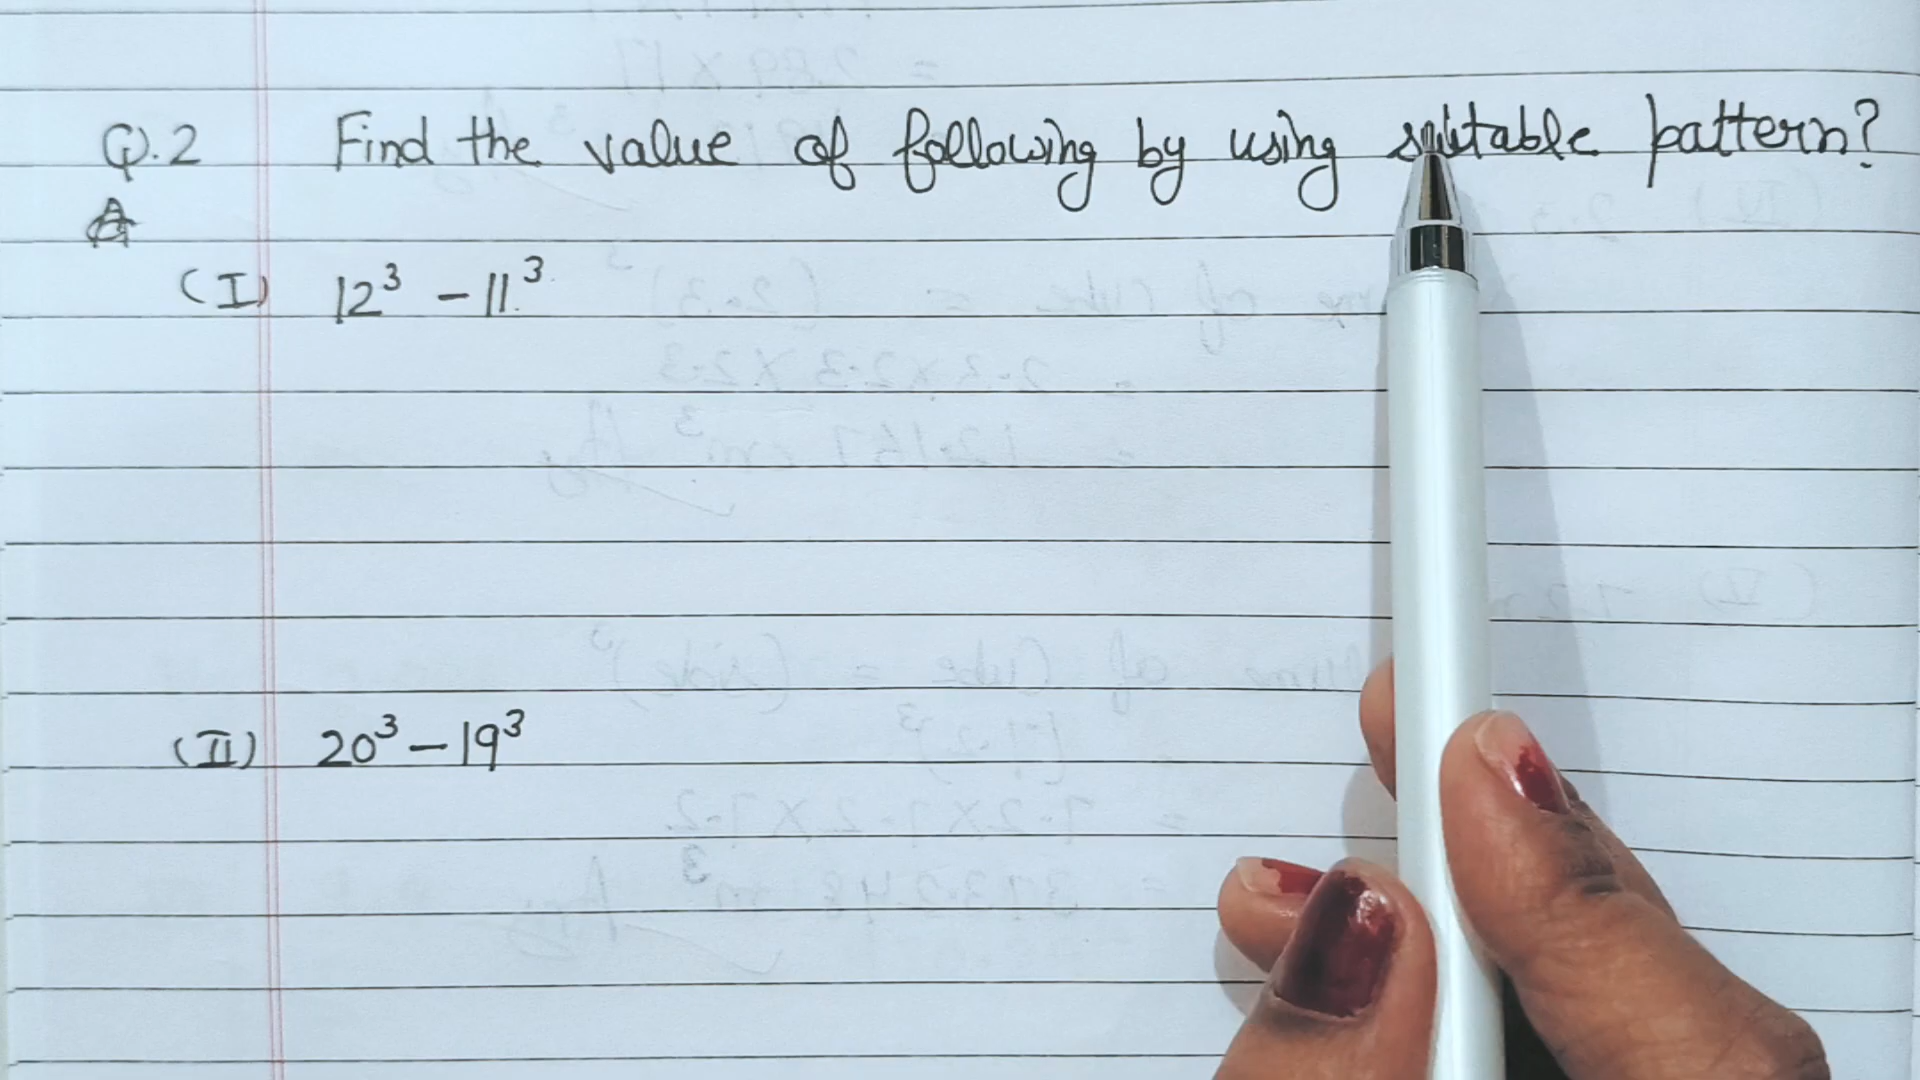 Q.2 Find the value of following by using suitable pattern?
(I) 12³ - 11³
(II) 20³ - 19³